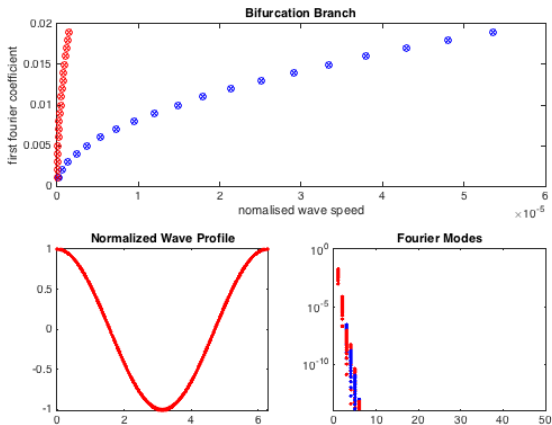 Bifurcation Branch
first fourier coefficient
0.02
0.015
0.01
0.005
0
0 1 2 3 4 5 6
×10⁻⁵
nomalised wave speed
Normalized Wave Profile
1
0.5
0
-0.5
-1
0 2 4 6
Fourier Modes
10⁰
10⁻⁵
10⁻¹⁰
0 10 20 30 40 50